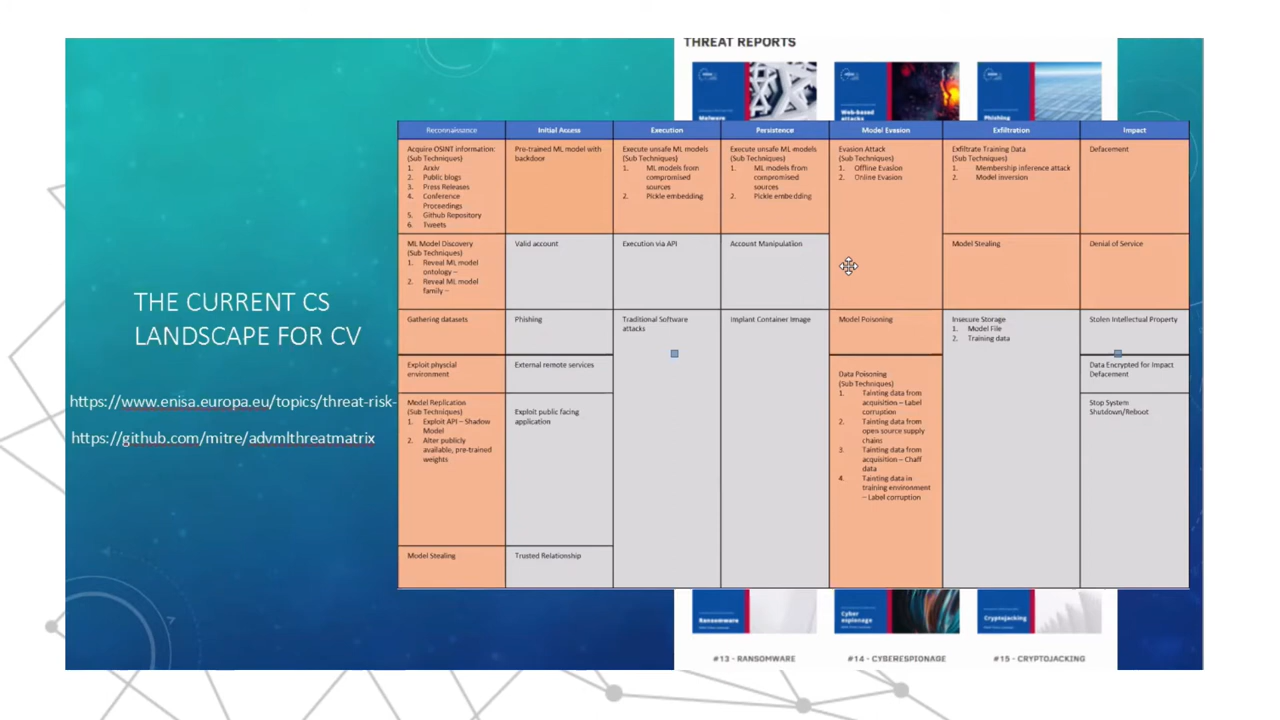 THREAT REPORTS
Malware
Web-based
attacks
Phishing
THE CURRENT CS
LANDSCAPE FOR CV
https://www.enisa.europa.eu/topics/threat-risk-
https://github.com/mitre/advmlthreatmatrix
Reconnaissance
Acquire OSINT information:
(Sub Techniques)
1. Arxiv
2. Public blogs
3. Press Releases
4. Conference
Proceedings
5. Github Repository
6. Tweets
ML Model Discovery
(Sub Techniques)
1. Reveal ML model
ontology –
2. Reveal ML model
family –
Gathering datasets
Exploit physcial
environment
Model Replication
(Sub Techniques)
1. Exploit API – Shadow
Model
2. Alter publicly
available, pre-trained
weights
Model Stealing
Initial Access
Pre-trained ML model with
backdoor
Valid account
Phishing
External remote services
Exploit public facing
application
Trusted Relationship
Execution
Execute unsafe ML models
(Sub Techniques)
1. ML models from
compromised
sources
2. Pickle embedding
Execution via API
Traditional Software
attacks
Persistence
Execute unsafe ML models
(Sub Techniques)
1. ML models from
compromised
sources
2. Pickle embedding
Account Manipulation
Implant Container Image
Model Evasion
Evasion Attack
(Sub Techniques)
1. Offline Evasion
2. Online Evasion
Model Poisoning
Data Poisoning
(Sub Techniques)
1. Tainting data from
acquisition – Label
corruption
2. Tainting data from
open source supply
chains
3. Tainting data from
acquisition – Chaff
data
4. Tainting data in
training environment
– Label corruption
Exfiltration
Exfiltrate Training Data
(Sub Techniques)
1. Membership inference attack
2. Model inversion
Model Stealing
Insecure Storage
1. Model File
2. Training data
Impact
Defacement
Denial of Service
Stolen Intellectual Property
Data Encrypted for Impact
Defacement
Stop System
Shutdown/Reboot
Ransomware
Cyber
espionage
Cryptojacking
#13 - RANSOMWARE
#14 - CYBERESPIONAGE
#15 - CRYPTOJACKING